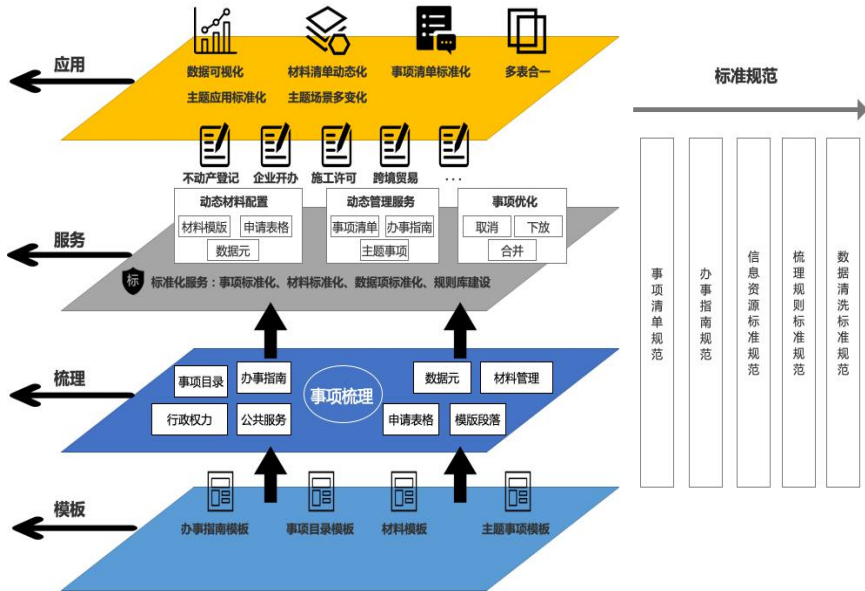 应用
数据可视化
材料清单动态化
事项清单标准化
多表合一
主题应用标准化
主题场景多变化
不动产登记
企业开办
施工许可
跨境贸易
...
服务
动态材料配置
材料模版
申请表格
数据元
动态管理服务
事项清单
办事指南
主题事项
事项优化
取消
下放
合并
标
标准化服务：事项标准化、材料标准化、数据项标准化、规则库建设
梳理
事项目录
办事指南
行政权力
公共服务
事项梳理
数据元
材料管理
申请表格
模版段落
模板
办事指南模板
事项目录模板
材料模板
主题事项模板
标准规范
事项清单规范
办事指南规范
信息资源标准规范
梳理规则标准规范
数据清洗标准规范